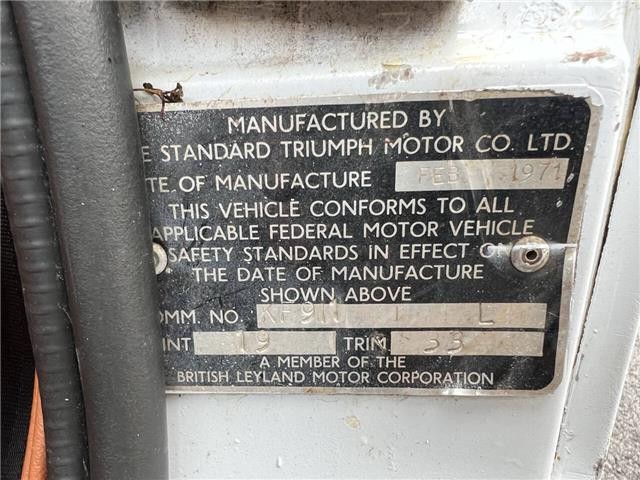 MANUFACTURED BY
E STANDARD TRIUMPH MOTOR CO. LTD.
TE OF MANUFACTURE FEB 1971
THIS VEHICLE CONFORMS TO ALL
APPLICABLE FEDERAL MOTOR VEHICLE
SAFETY STANDARDS IN EFFECT ON
THE DATE OF MANUFACTURE
SHOWN ABOVE
OMM. NO. L
INT 19 TRIM 33
A MEMBER OF THE
BRITISH LEYLAND MOTOR CORPORATION